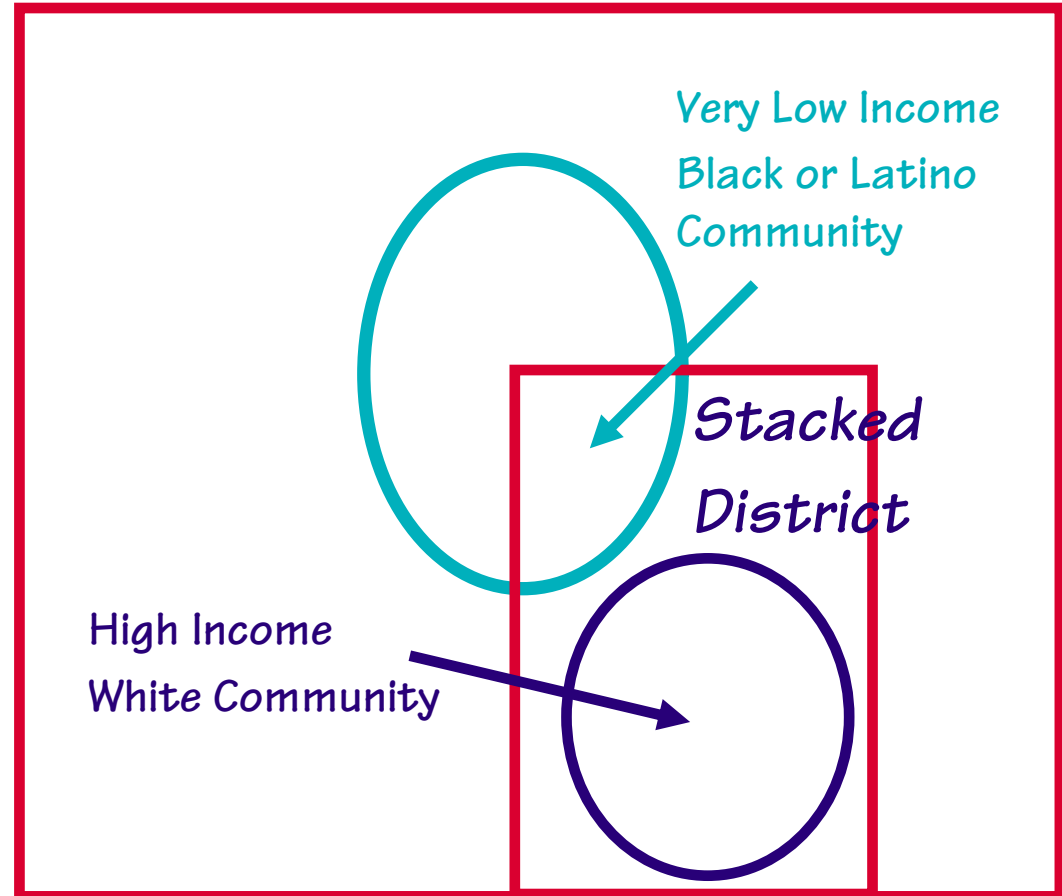 Very Low Income
Black or Latino
Community
Stacked
District
High Income
White Community